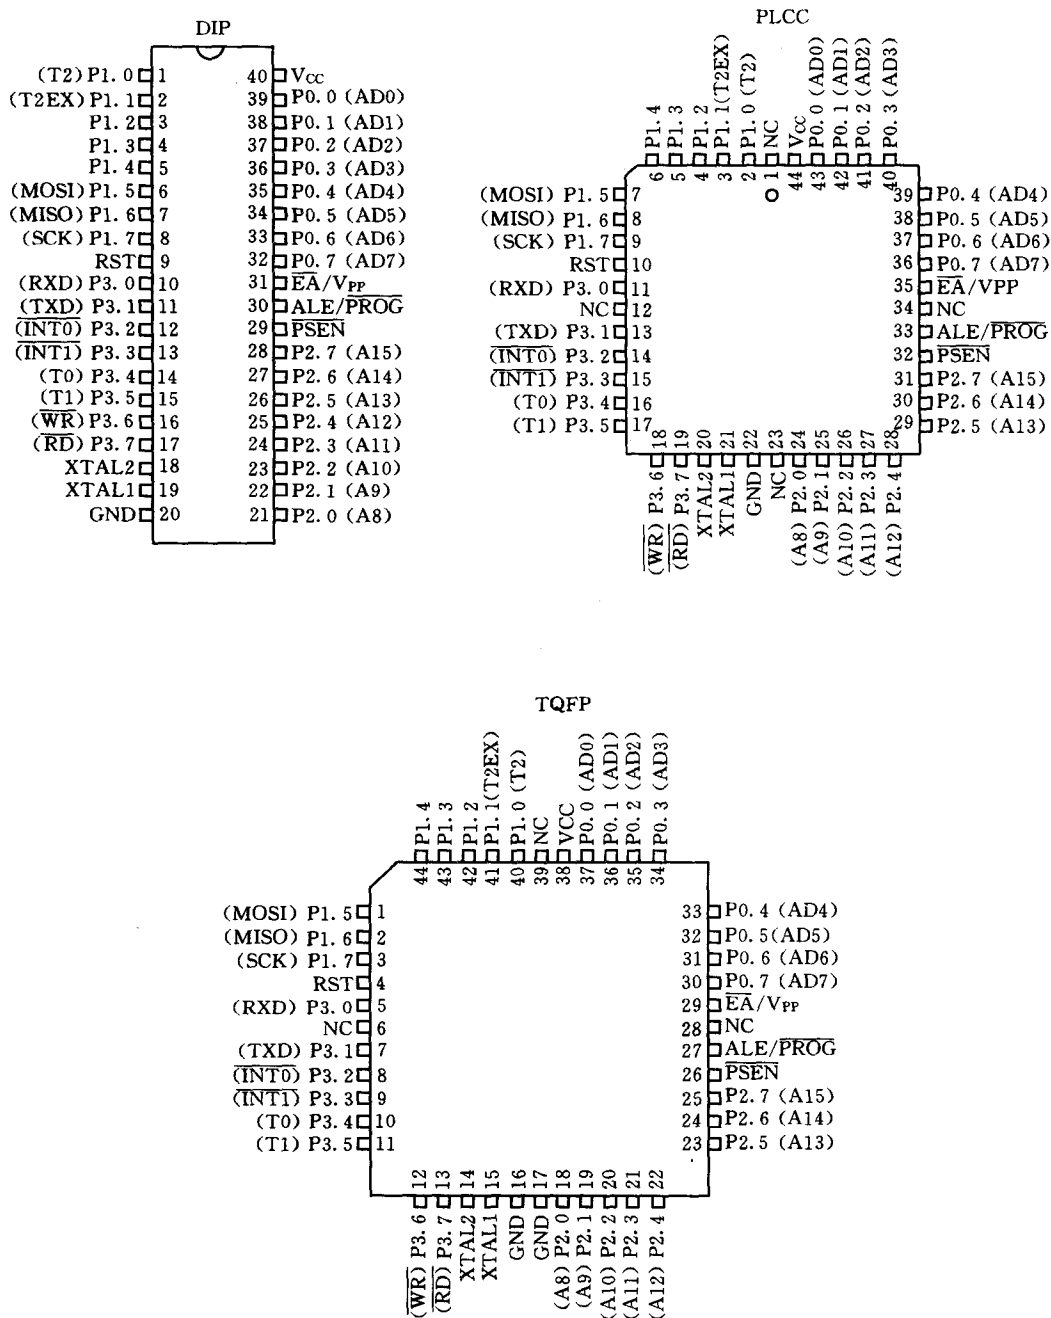 DIP
(T2) P1.0 1
(T2EX) P1.1 2
P1.2 3
P1.3 4
P1.4 5
(MOSI) P1.5 6
(MISO) P1.6 7
(SCK) P1.7 8
RST 9
(RXD) P3.0 10
(TXD) P3.1 11
(INT0) P3.2 12
(INT1) P3.3 13
(T0) P3.4 14
(T1) P3.5 15
(WR) P3.6 16
(RD) P3.7 17
XTAL2 18
XTAL1 19
GND 20
40 Vcc
39 P0.0 (AD0)
38 P0.1 (AD1)
37 P0.2 (AD2)
36 P0.3 (AD3)
35 P0.4 (AD4)
34 P0.5 (AD5)
33 P0.6 (AD6)
32 P0.7 (AD7)
31 EA/VPP
30 ALE/PROG
29 PSEN
28 P2.7 (A15)
27 P2.6 (A14)
26 P2.5 (A13)
25 P2.4 (A12)
24 P2.3 (A11)
23 P2.2 (A10)
22 P2.1 (A9)
21 P2.0 (A8)
PLCC
6 P1.4
5 P1.3
4 P1.2
3 P1.1(T2EX)
2 P1.0 (T2)
1 NC
44 Vcc
43 P0.0 (AD0)
42 P0.1 (AD1)
41 P0.2 (AD2)
40 P0.3 (AD3)
(MOSI) P1.5 7
(MISO) P1.6 8
(SCK) P1.7 9
RST 10
(RXD) P3.0 11
NC 12
(TXD) P3.1 13
(INT0) P3.2 14
(INT1) P3.3 15
(T0) P3.4 16
(T1) P3.5 17
39 P0.4 (AD4)
38 P0.5 (AD5)
37 P0.6 (AD6)
36 P0.7 (AD7)
35 EA/VPP
34 NC
33 ALE/PROG
32 PSEN
31 P2.7 (A15)
30 P2.6 (A14)
29 P2.5 (A13)
(WR) P3.6 18
(RD) P3.7 19
XTAL2 20
XTAL1 21
GND 22
NC 23
(A8) P2.0 24
(A9) P2.1 25
(A10) P2.2 26
(A11) P2.3 27
(A12) P2.4 28
TQFP
44 P1.4
43 P1.3
42 P1.2
41 P1.1(T2EX)
40 P1.0 (T2)
39 NC
38 VCC
37 P0.0 (AD0)
36 P0.1 (AD1)
35 P0.2 (AD2)
34 P0.3 (AD3)
(MOSI) P1.5 1
(MISO) P1.6 2
(SCK) P1.7 3
RST 4
(RXD) P3.0 5
NC 6
(TXD) P3.1 7
(INT0) P3.2 8
(INT1) P3.3 9
(T0) P3.4 10
(T1) P3.5 11
33 P0.4 (AD4)
32 P0.5(AD5)
31 P0.6 (AD6)
30 P0.7 (AD7)
29 EA/VPP
28 NC
27 ALE/PROG
26 PSEN
25 P2.7 (A15)
24 P2.6 (A14)
23 P2.5 (A13)
(WR) P3.6 12
(RD) P3.7 13
XTAL2 14
XTAL1 15
GND 16
GND 17
(A8) P2.0 18
(A9) P2.1 19
(A10) P2.2 20
(A11) P2.3 21
(A12) P2.4 22